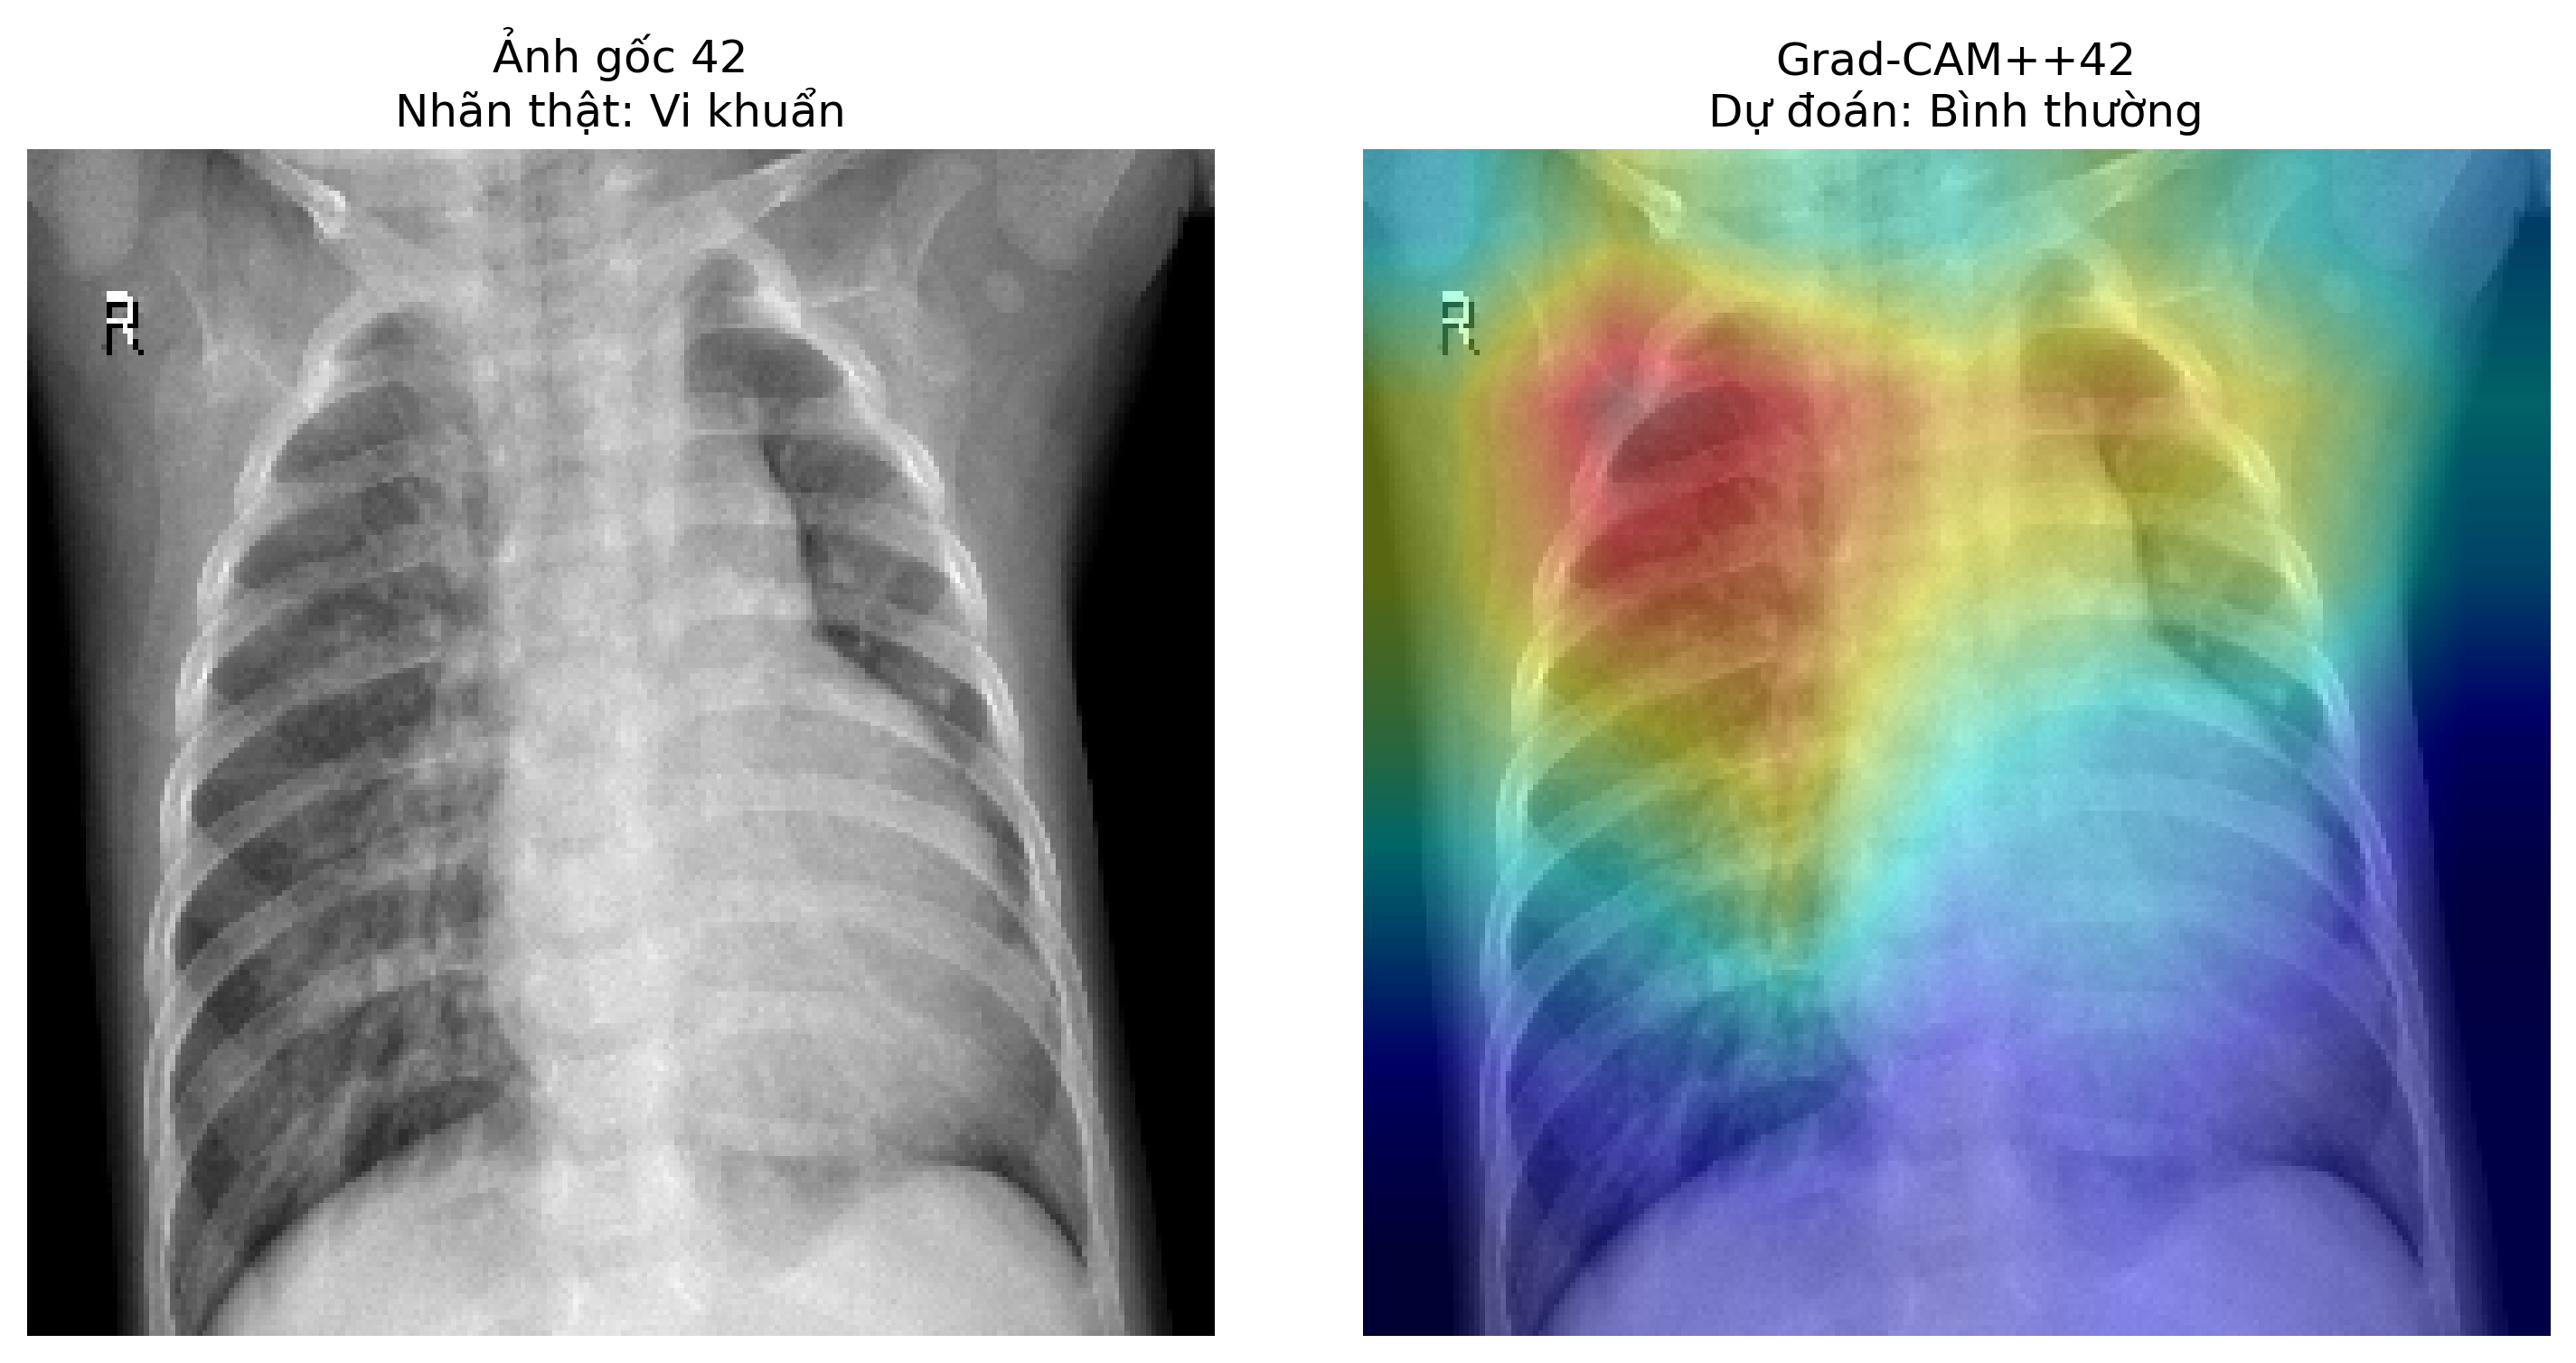 Ảnh gốc 42
Nhãn thật: Vi khuẩn
Grad-CAM++42
Dự đoán: Bình thường
R
R